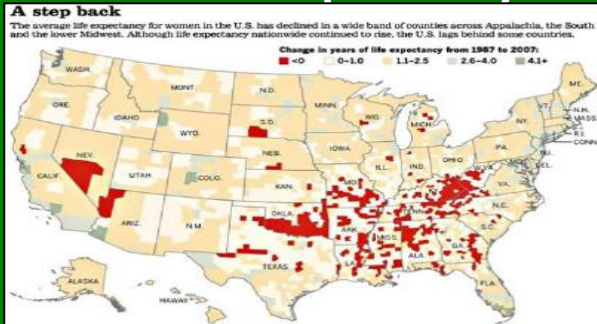 A step back
The average life expectancy for women in the U.S. has declined in a wide band of counties across Appalachia, the South
and the lower Midwest. Although life expectancy nationwide continued to rise, the U.S. lags behind some countries.
Change in years of life expectancy from 1987 to 2007:
<0 0–1.0 1.1–2.5 2.6–4.0 4.1+
WASH.
MONT.
N.D.
MINN.
ME.
ORE.
IDAHO
S.D.
WIS.
MICH.
VT.
N.H.
MASS.
R.I.
CONN.
N.Y.
WYO.
NEB.
IOWA
PA.
NEV.
UTAH
COLO.
ILL.
IND.
OHIO
DEL.
CALIF.
KAN.
MO.
VA.
N.C.
ARIZ.
N.M.
OKLA.
ARK.
TENN.
S.C.
TEXAS
LA.
MISS.
ALA.
GA.
ALASKA
HAWAII
FLA.